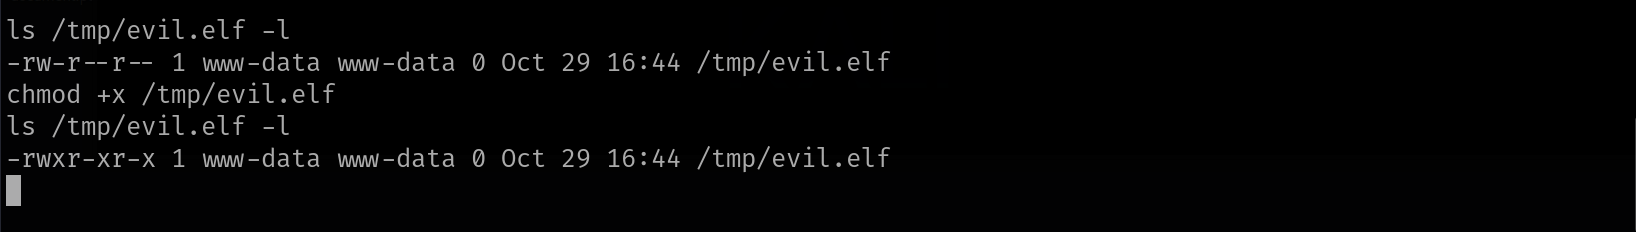 ls /tmp/evil.elf -l
-rw-r--r-- 1 www-data www-data 0 Oct 29 16:44 /tmp/evil.elf
chmod +x /tmp/evil.elf
ls /tmp/evil.elf -l
-rwxr-xr-x 1 www-data www-data 0 Oct 29 16:44 /tmp/evil.elf